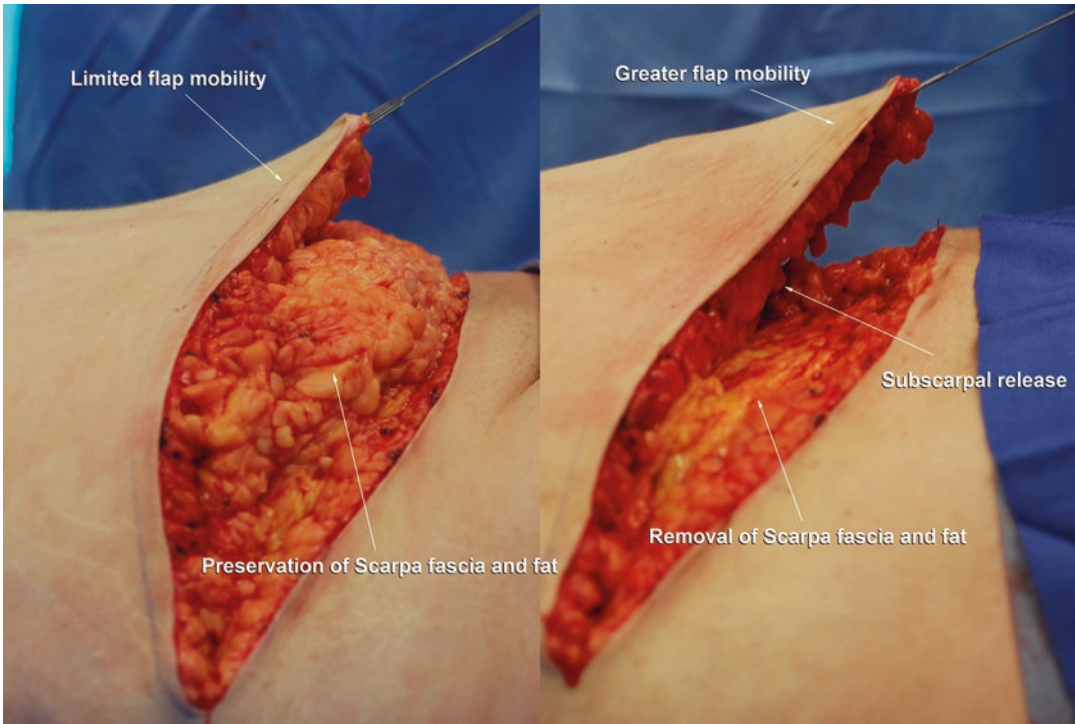 Limited flap mobility
Greater flap mobility
Subscarpal release
Removal of Scarpa fascia and fat
Preservation of Scarpa fascia and fat